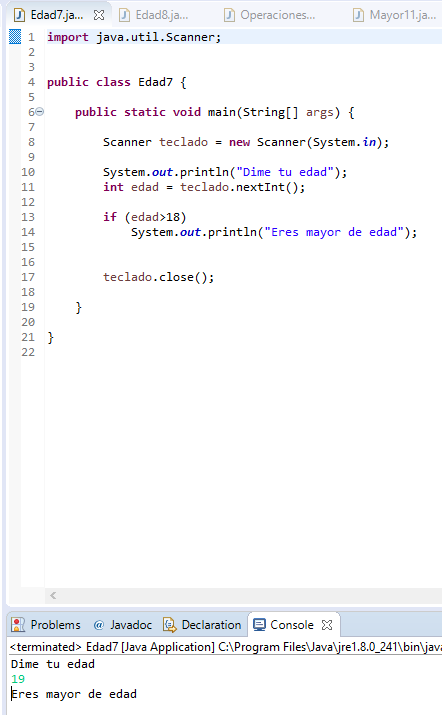 Edad7.ja... Edad8.ja... Operaciones... Mayor11.ja...
1 import java.util.Scanner;
2
3
4 public class Edad7 {
5
6 public static void main(String[] args) {
7
8 Scanner teclado = new Scanner(System.in);
9
10 System.out.println("Dime tu edad");
11 int edad = teclado.nextInt();
12
13 if (edad>18)
14 System.out.println("Eres mayor de edad");
15
16
17 teclado.close();
18
19 }
20
21 }
22
Problems @ Javadoc Declaration Console
<terminated> Edad7 [Java Application] C:\Program Files\Java\jre1.8.0_241\bin\java
Dime tu edad
19
Eres mayor de edad